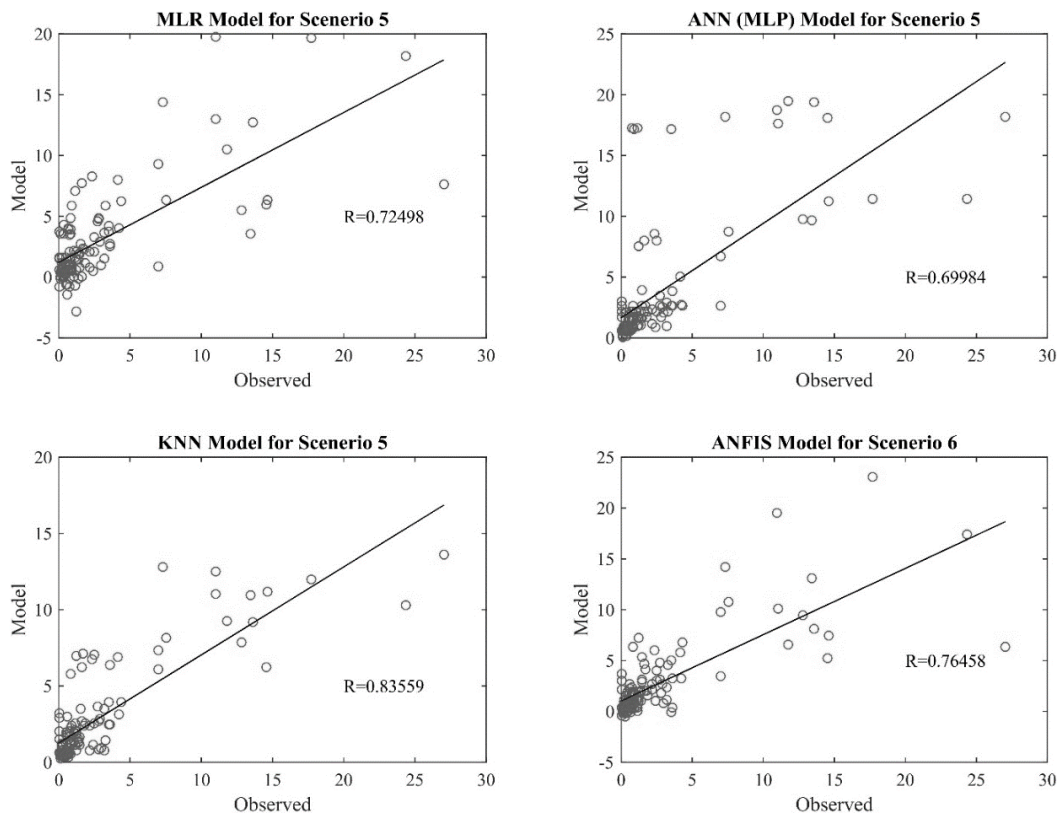 MLR Model for Scenerio 5
20
15
10
5
0
-5
Model
R=0.72498
0 5 10 15 20 25 30
Observed
ANN (MLP) Model for Scenerio 5
25
20
15
10
5
0
Model
R=0.69984
0 5 10 15 20 25 30
Observed
KNN Model for Scenerio 5
20
15
10
5
0
Model
R=0.83559
0 5 10 15 20 25 30
Observed
ANFIS Model for Scenerio 6
25
20
15
10
5
0
-5
Model
R=0.76458
0 5 10 15 20 25 30
Observed